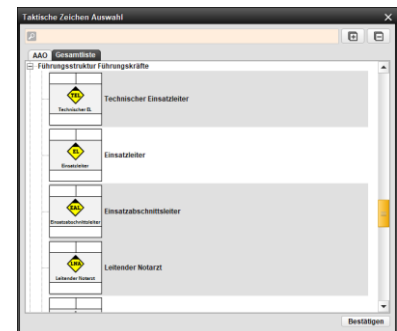 Taktische Zeichen Auswahl
AAO Gesamtliste
Führungsstruktur Führungskräfte
TEL
Technischer EL
Technischer Einsatzleiter
EL
Einsatzleiter
Einsatzleiter
EAL
Einsatzabschnittsleiter
Einsatzabschnittsleiter
LNA
Leitender Notarzt
Leitender Notarzt
Bestätigen